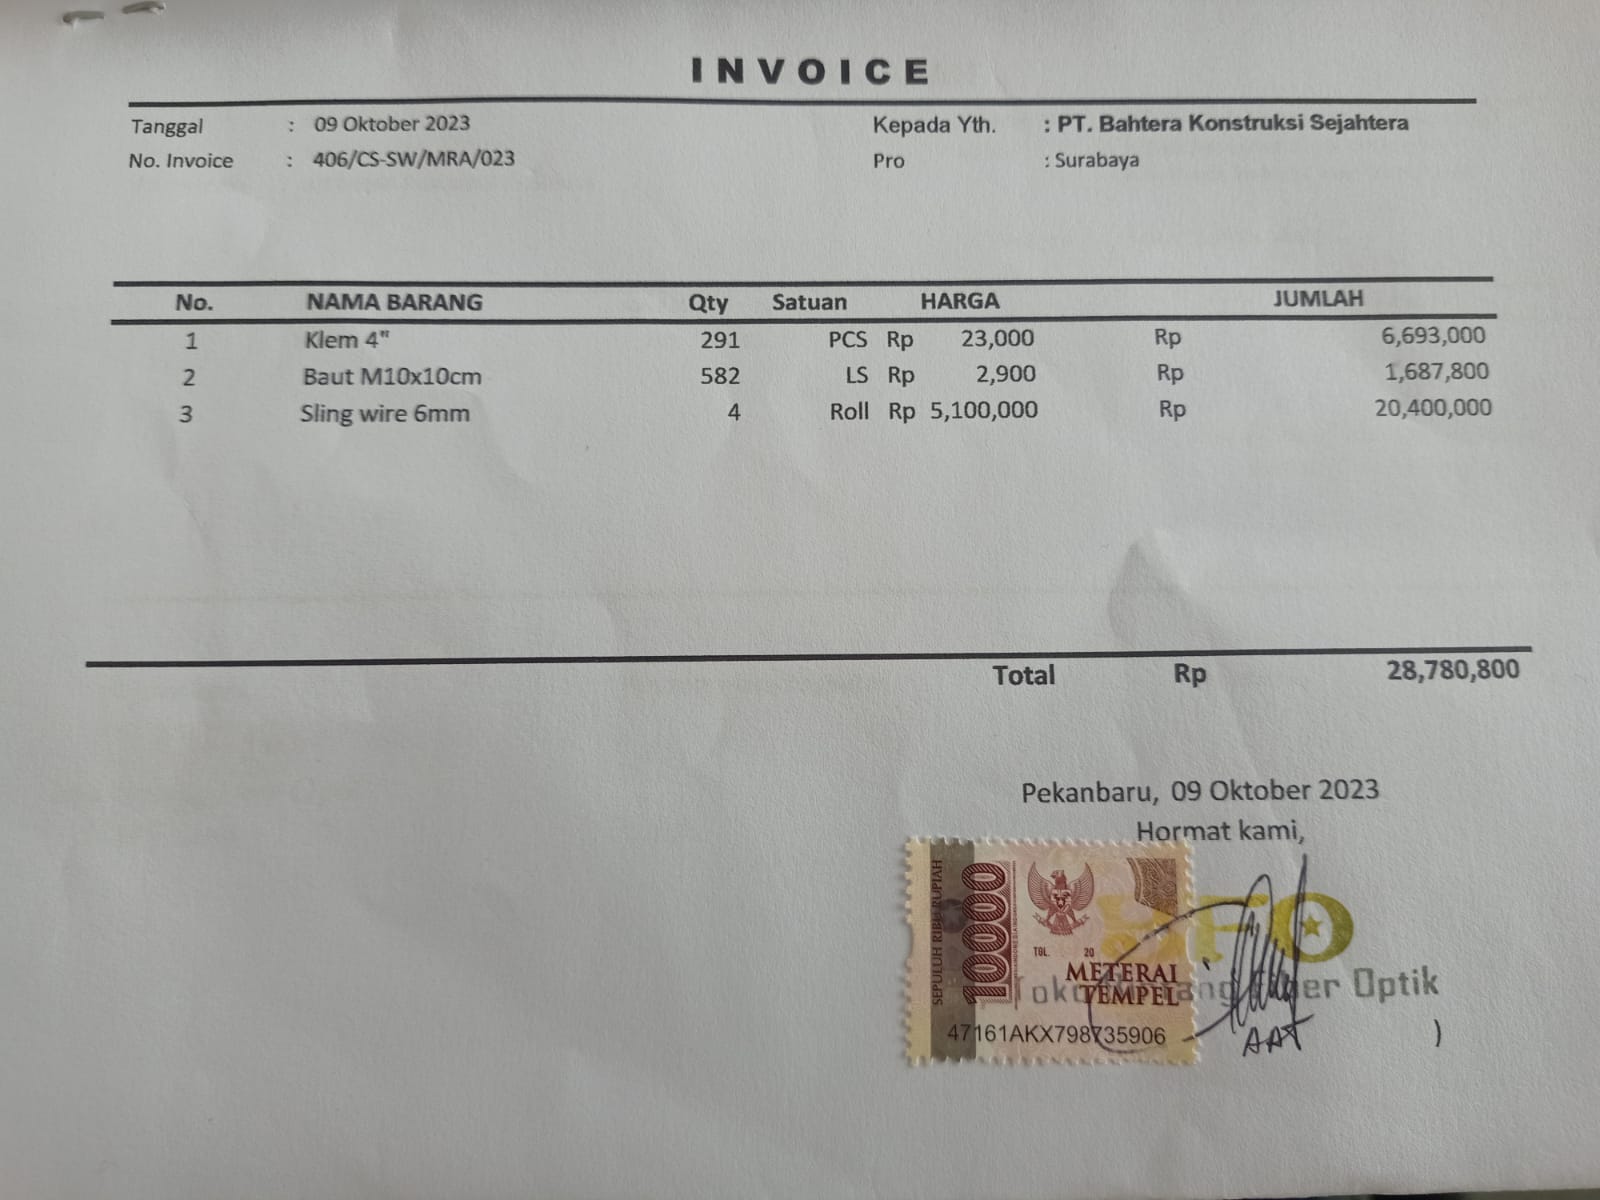 INVOICE
Tanggal : 09 Oktober 2023 Kepada Yth. : PT. Bahtera Konstruksi Sejahtera
No. Invoice : 406/CS-SW/MRA/023 Pro : Surabaya
No. NAMA BARANG Qty Satuan HARGA JUMLAH
1 Klem 4" 291 PCS Rp 23,000 Rp 6,693,000
2 Baut M10x10cm 582 LS Rp 2,900 Rp 1,687,800
3 Sling wire 6mm 4 Roll Rp 5,100,000 Rp 20,400,000
Total Rp 28,780,800
Pekanbaru, 09 Oktober 2023
Hormat kami,
SEPULUH RIBU RUPIAH
10000
TGL. 20
METERAI
TEMPEL
Optik
47161AKX798735906
)